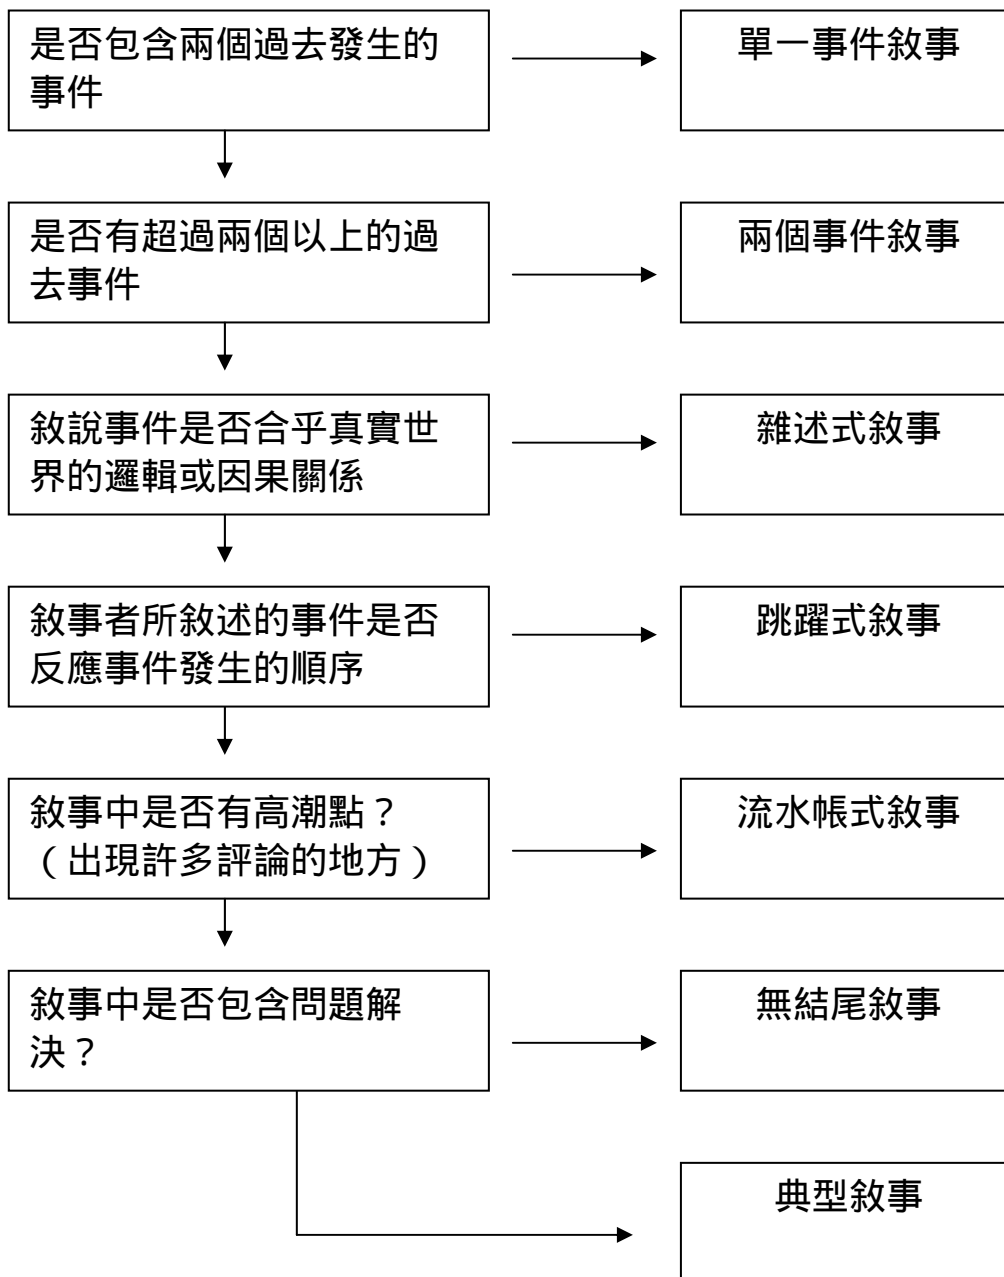 是否包含兩個過去發生的
事件
單一事件敘事
是否有超過兩個以上的過
去事件
兩個事件敘事
敘說事件是否合乎真實世
界的邏輯或因果關係
雜述式敘事
敘事者所敘述的事件是否
反應事件發生的順序
跳躍式敘事
敘事中是否有高潮點？
（出現許多評論的地方）
流水帳式敘事
敘事中是否包含問題解
決？
無結尾敘事
典型敘事